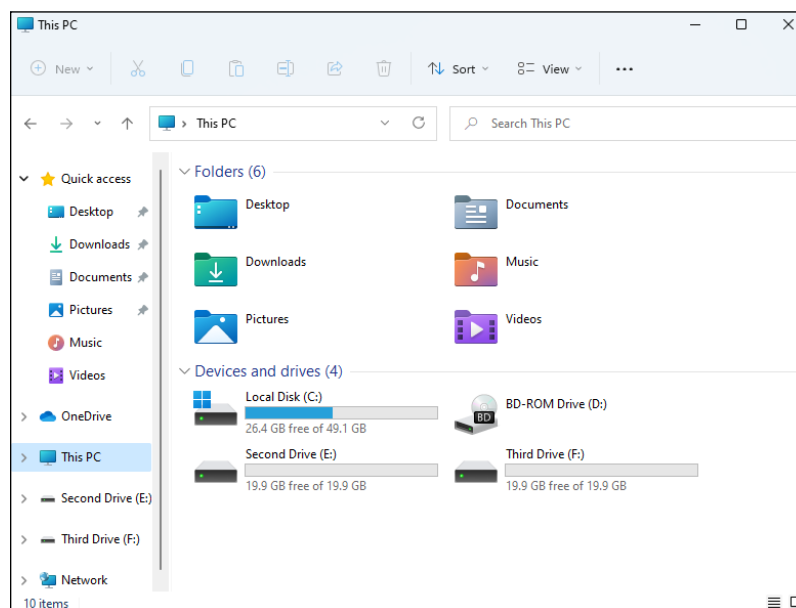 This PC
New
Sort
View
This PC
Search This PC
Quick access
Desktop
Downloads
Documents
Pictures
Music
Videos
OneDrive
This PC
Second Drive (E:)
Third Drive (F:)
Network
Folders (6)
Desktop
Documents
Downloads
Music
Pictures
Videos
Devices and drives (4)
Local Disk (C:)
26.4 GB free of 49.1 GB
BD-ROM Drive (D:)
BD
Second Drive (E:)
19.9 GB free of 19.9 GB
Third Drive (F:)
19.9 GB free of 19.9 GB
10 items